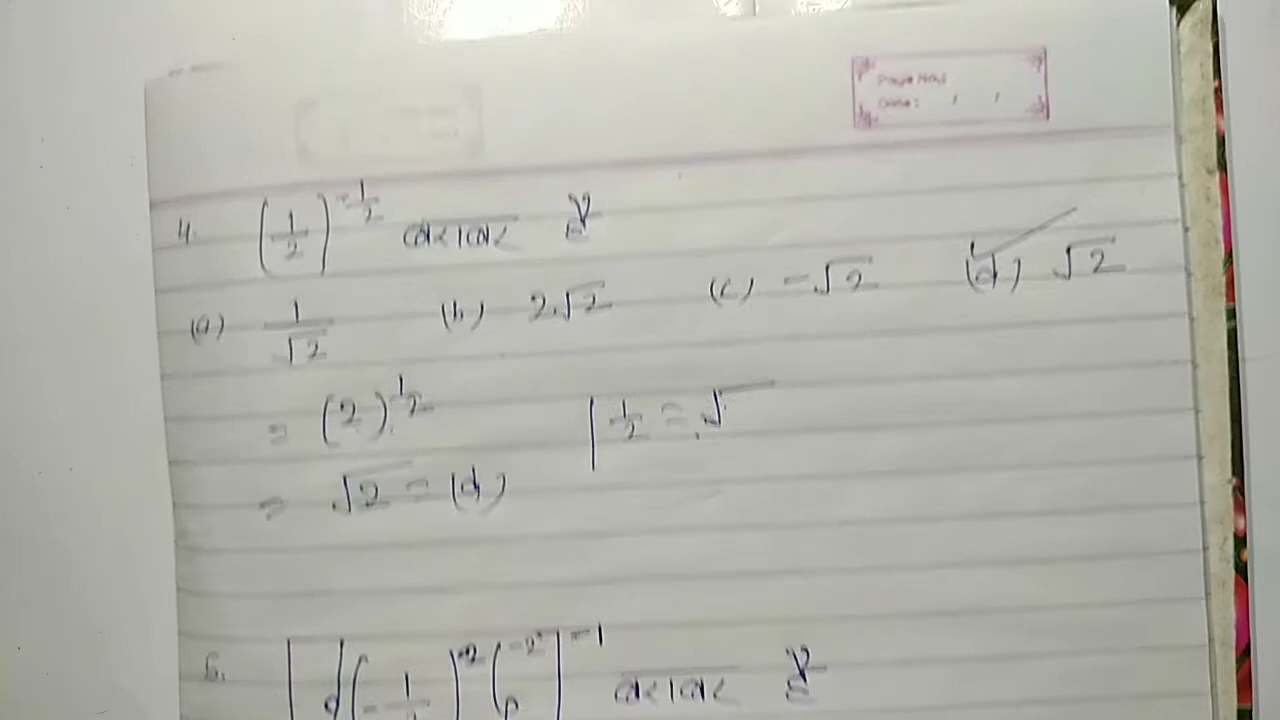 Page No.:
Date: / /
4. (1/2)^-1/2 बराबर है
(a) 1/√2 (b) 2√2 (c) -√2 (d) √2
= (2)^1/2 | 1/2 = √
= √2 = (d)
बराबर है